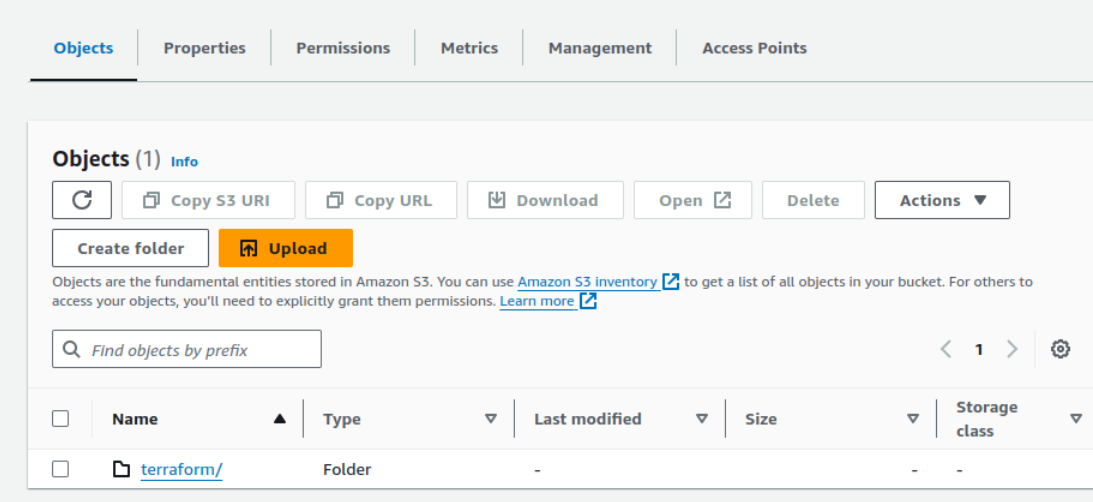 Objects Properties Permissions Metrics Management Access Points
Objects (1) Info
Copy S3 URI Copy URL Download Open Delete Actions
Create folder Upload
Objects are the fundamental entities stored in Amazon S3. You can use Amazon S3 inventory to get a list of all objects in your bucket. For others to
access your objects, you'll need to explicitly grant them permissions. Learn more
Find objects by prefix 1
Name Type Last modified Size Storage
class
terraform/ Folder - - -